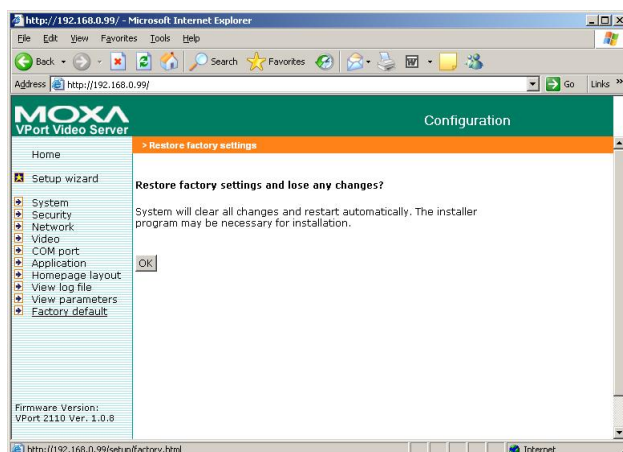 http://192.168.0.99/ - Microsoft Internet Explorer
File Edit View Favorites Tools Help
Back Search Favorites
Address http://192.168.0.99/ Go Links »
MOXA
VPort Video Server
Configuration
> Restore factory settings
Home
Setup wizard
System
Security
Network
Video
COM port
Application
Homepage layout
View log file
View parameters
Factory default
Restore factory settings and lose any changes?
System will clear all changes and restart automatically. The installer
program may be necessary for installation.
OK
Firmware Version:
VPort 2110 Ver. 1.0.8
http://192.168.0.99/setup/factory.html Internet